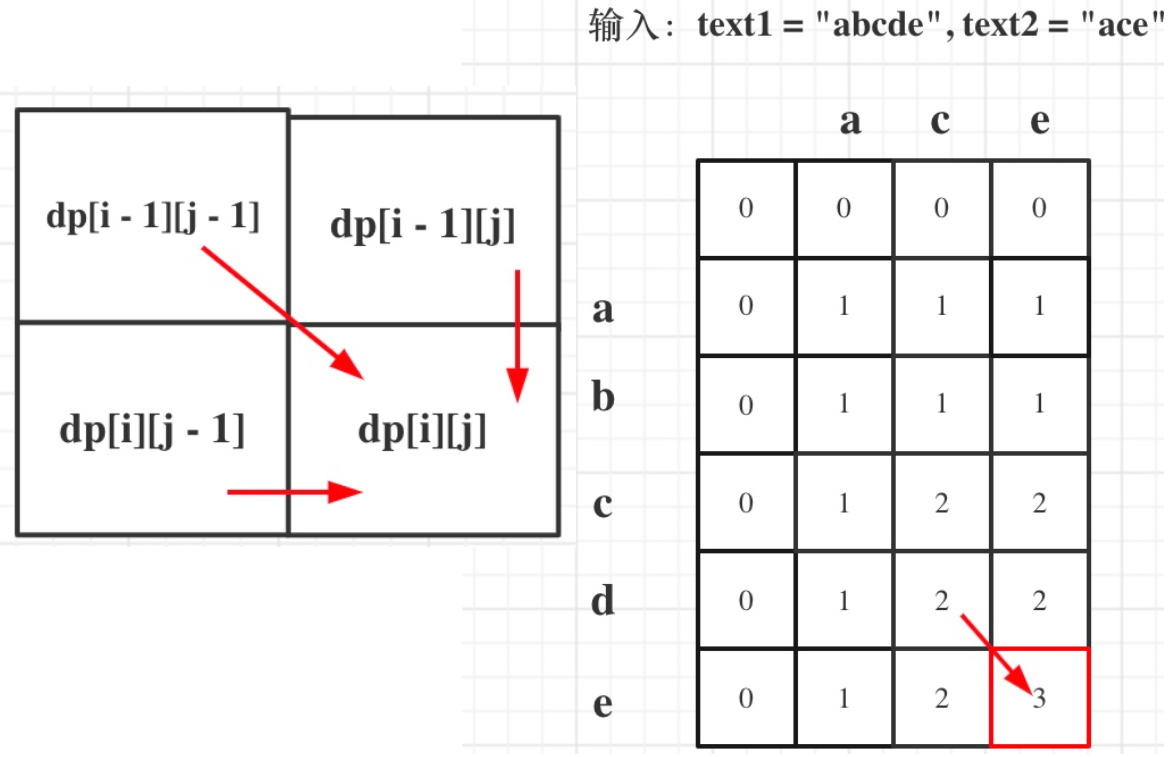 输入：text1 = "abcde", text2 = "ace"
dp[i - 1][j - 1] dp[i - 1][j]
dp[i][j - 1] dp[i][j]
a c e
0 0 0 0
a 0 1 1 1
b 0 1 1 1
c 0 1 2 2
d 0 1 2 2
e 0 1 2 3